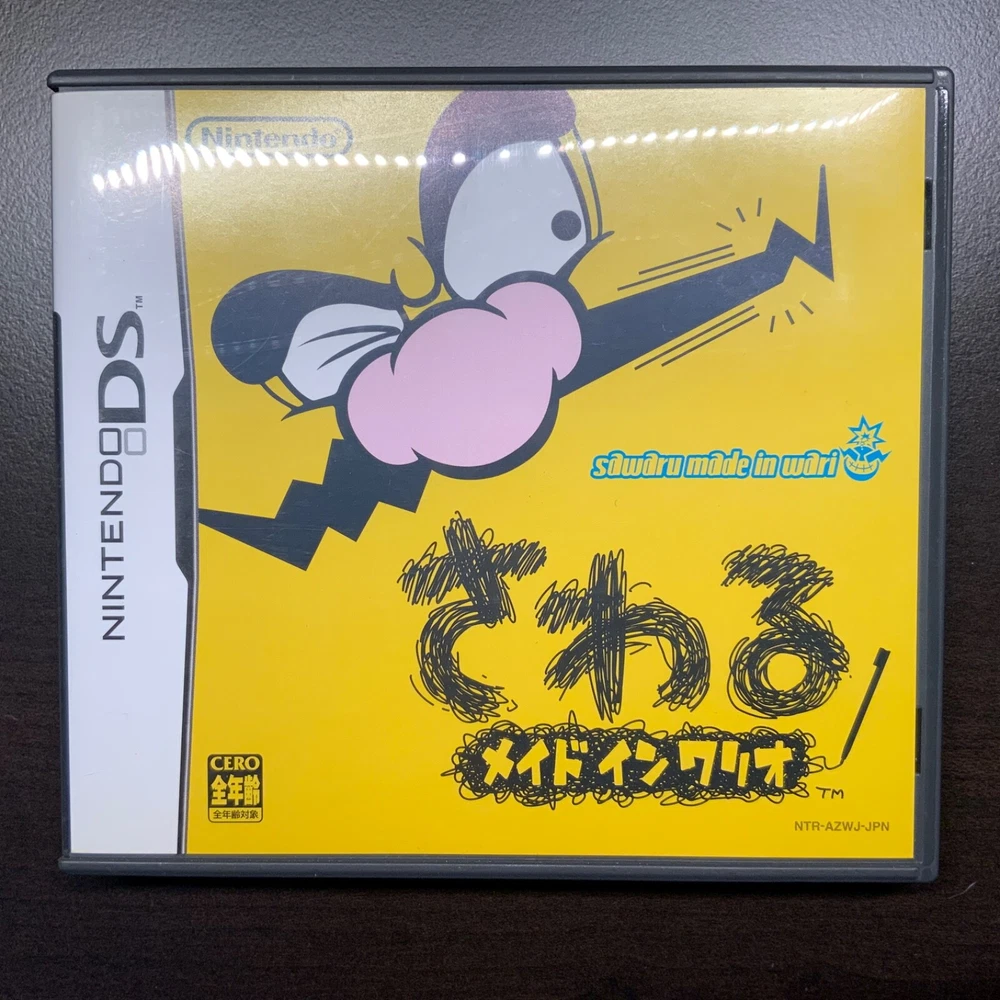 Nintendo®
NINTENDO DS™
sawaru made in wari
さわる
メイド イン ワリオ
TM
CERO
全年齢
全年齢対象
NTR-AZWJ-JPN